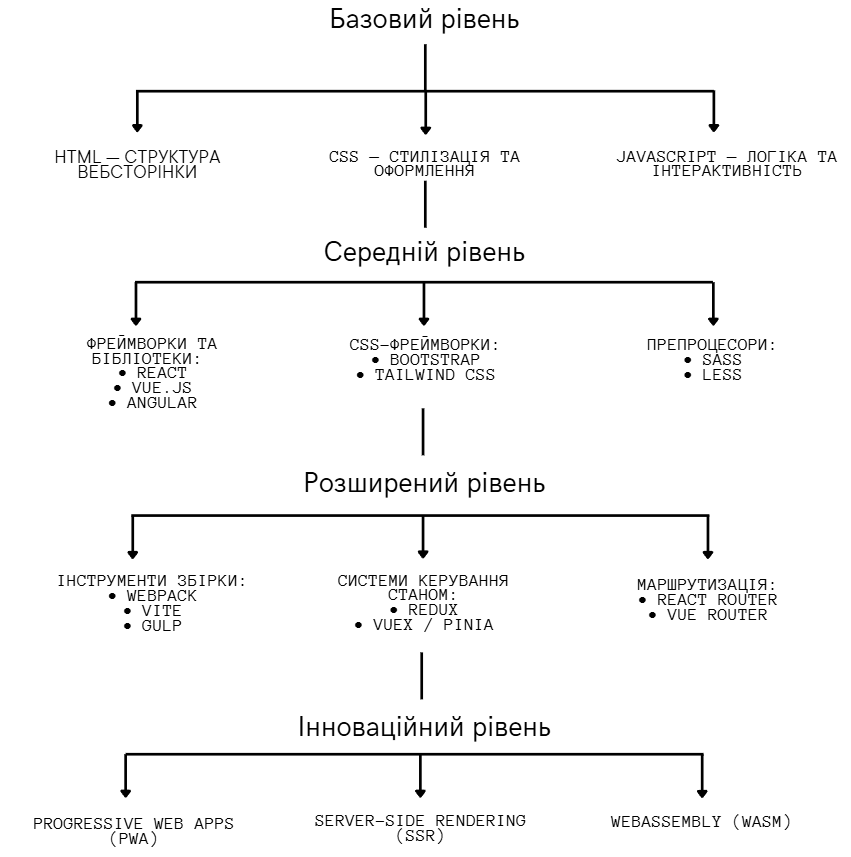 Базовий рівень
HTML — СТРУКТУРА
ВЕБСТОРІНКИ
CSS — СТИЛІЗАЦІЯ ТА
ОФОРМЛЕННЯ
JAVASCRIPT — ЛОГІКА ТА
ІНТЕРАКТИВНІСТЬ
Середній рівень
ФРЕЙМВОРКИ ТА
БІБЛІОТЕКИ:
• REACT
• VUE.JS
• ANGULAR
CSS-ФРЕЙМВОРКИ:
• BOOTSTRAP
• TAILWIND CSS
ПРЕПРОЦЕСОРИ:
• SASS
• LESS
Розширений рівень
ІНСТРУМЕНТИ ЗБІРКИ:
• WEBPACK
• VITE
• GULP
СИСТЕМИ КЕРУВАННЯ
СТАНОМ:
• REDUX
• VUEX / PINIA
МАРШРУТИЗАЦІЯ:
• REACT ROUTER
• VUE ROUTER
Інноваційний рівень
PROGRESSIVE WEB APPS
(PWA)
SERVER-SIDE RENDERING
(SSR)
WEBASSEMBLY (WASM)